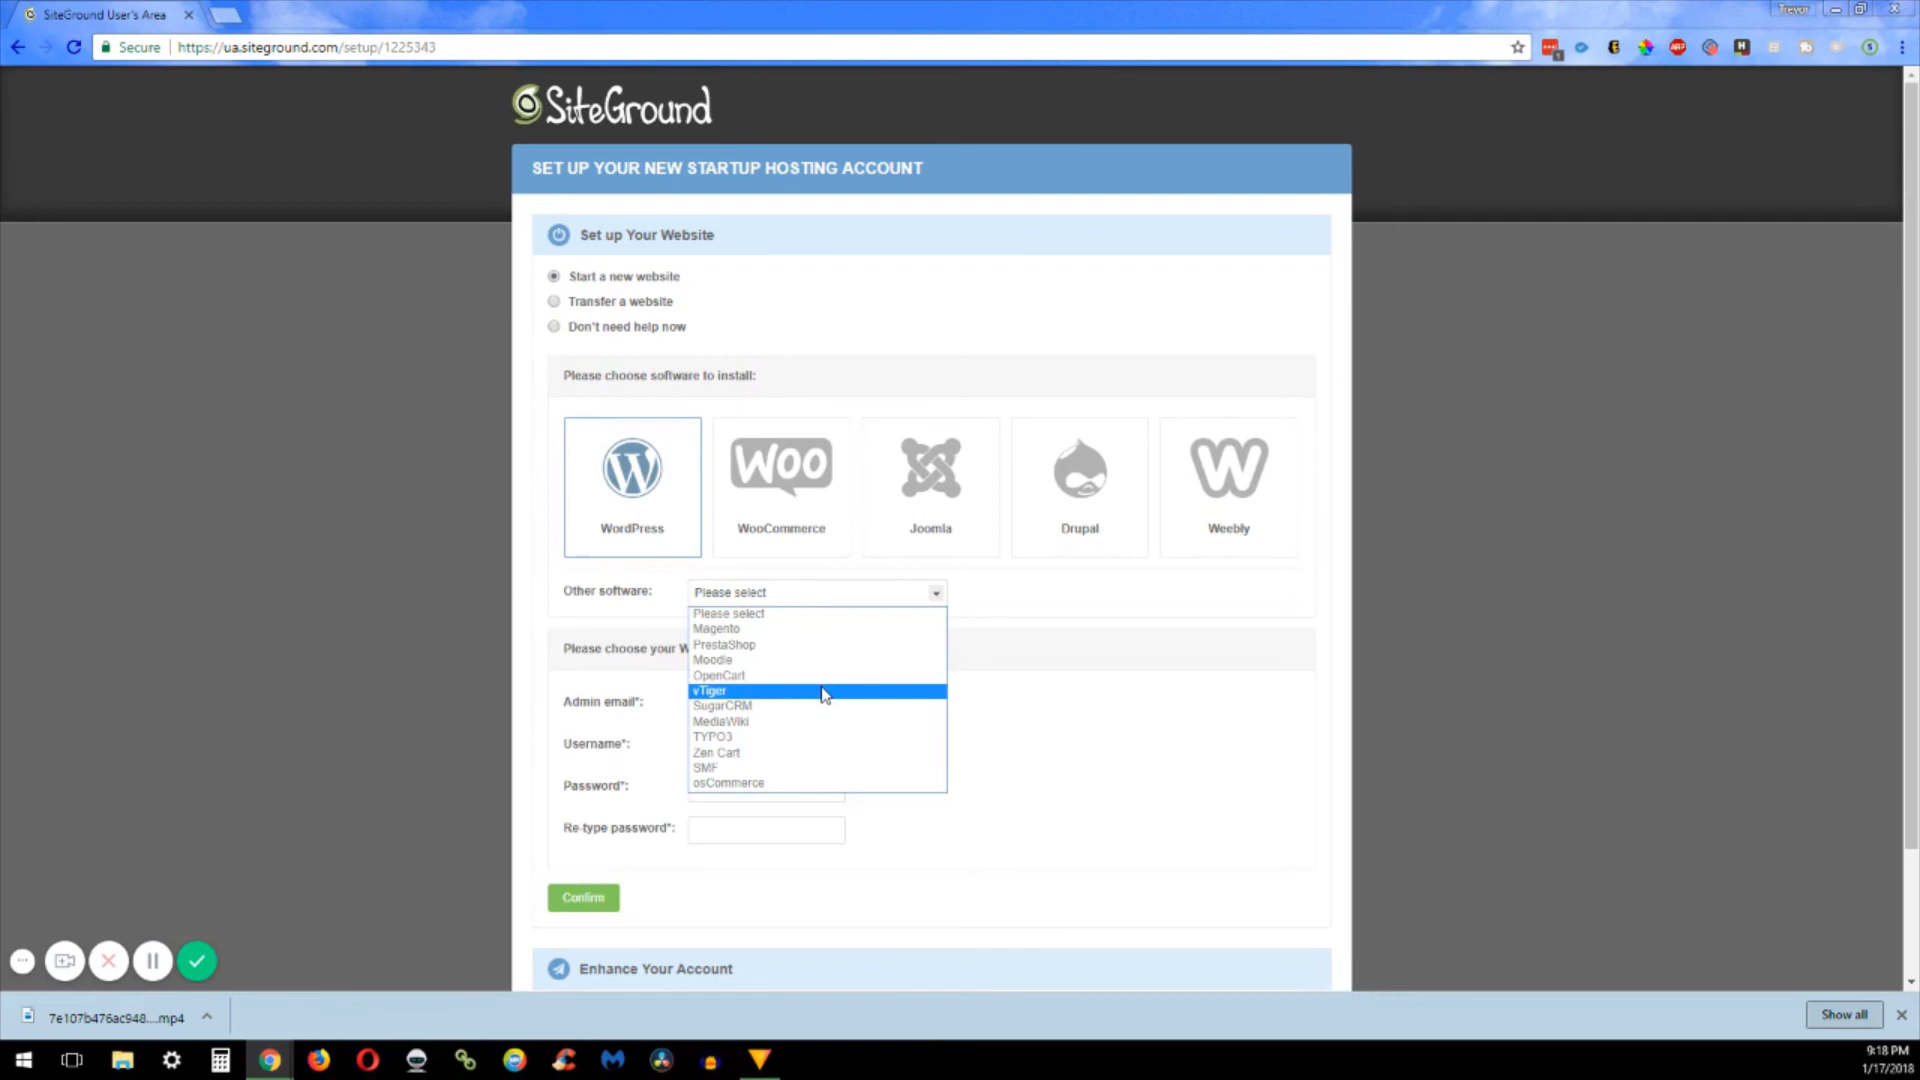 SiteGround User's Area
Trevor
Secure
https://ua.siteground.com/setup/1225343
SiteGround
SET UP YOUR NEW STARTUP HOSTING ACCOUNT
Set up Your Website
Start a new website
Transfer a website
Don't need help now
Please choose software to install:
WordPress
WOO
WooCommerce
Joomla
Drupal
Weebly
Other software:
Please select
Please select
Magento
PrestaShop
Moodle
OpenCart
vTiger
SugarCRM
MediaWiki
TYPO3
Zen Cart
SMF
osCommerce
Please choose your W
Admin email*:
Username*:
Password*:
Re-type password*:
Confirm
Enhance Your Account
7e107b476ac948....mp4
Show all
9:18 PM
1/17/2018